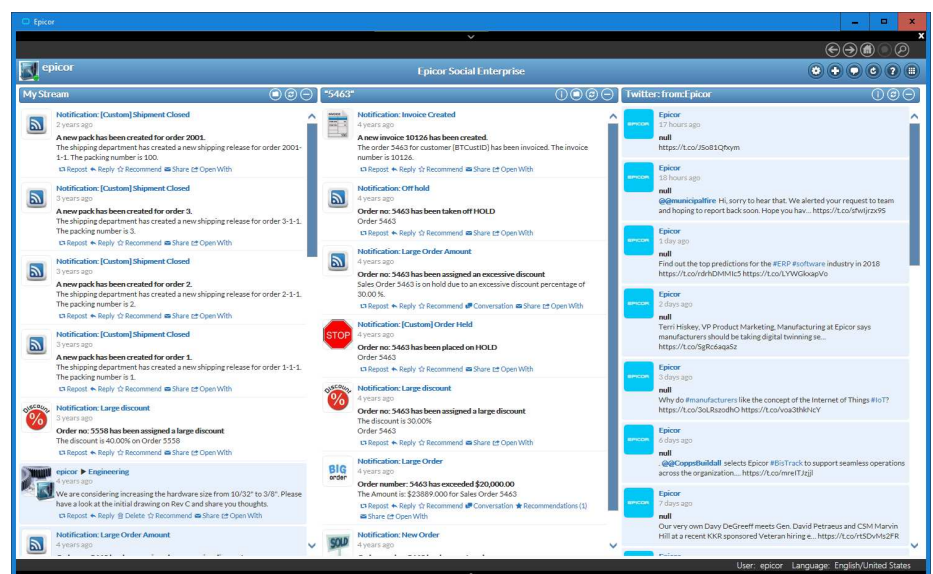 Epicor
epicor
Epicor Social Enterprise
My Stream
Notification: [Custom] Shipment Closed
2 years ago
A new pack has been created for order 2001.
The shipping department has created a new shipping release for order 2001-
1-1. The packing number is 100.
Repost Reply Recommend Share Open With
Notification: [Custom] Shipment Closed
3 years ago
A new pack has been created for order 3.
The shipping department has created a new shipping release for order 3-1-1.
The packing number is 3.
Repost Reply Recommend Share Open With
Notification: [Custom] Shipment Closed
3 years ago
A new pack has been created for order 2.
The shipping department has created a new shipping release for order 2-1-1.
The packing number is 2.
Repost Reply Recommend Share Open With
Notification: [Custom] Shipment Closed
3 years ago
A new pack has been created for order 1.
The shipping department has created a new shipping release for order 1-1-1.
The packing number is 1.
Repost Reply Recommend Share Open With
Discount
%
Notification: Large discount
3 years ago
Order no: 5558 has been assigned a large discount
The discount is 40.00% on Order 5558
Repost Reply Recommend Share Open With
epicor Engineering
4 years ago
We are considering increasing the hardware size from 10/32" to 3/8". Please
have a look at the initial drawing on Rev C and share you thoughts.
Repost Reply Delete Recommend Share Open With
Notification: Large Order Amount
4 years ago
"5463"
Notification: Invoice Created
4 years ago
A new invoice 10126 has been created.
The order 5463 for customer {BTCustID} has been invoiced. The invoice
number is 10126.
Repost Reply Recommend Share Open With
Notification: Off hold
4 years ago
Order no: 5463 has been taken off HOLD
Order 5463
Repost Reply Recommend Share Open With
Notification: Large Order Amount
4 years ago
Order no: 5463 has been assigned an excessive discount
Sales Order 5463 is on hold due to an excessive discount percentage of
30.00 %.
Repost Reply Recommend Conversation Share Open With
STOP
Notification: [Custom] Order Held
4 years ago
Order no: 5463 has been placed on HOLD
Order 5463
Repost Reply Recommend Share Open With
Discount
%
Notification: Large discount
4 years ago
Order no: 5463 has been assigned a large discount
The discount is 30.00%
Order 5463
Repost Reply Recommend Share Open With
BIG
order
Notification: Large Order
4 years ago
Order number: 5463 has exceeded $20,000.00
The Amount is: $23889.000 for Sales Order 5463
Repost Reply Recommend Conversation Recommendations (1)
Share Open With
SOLD
Notification: New Order
4 years ago
Twitter: from:Epicor
Epicor
17 hours ago
null
https://t.co/JSo81Qfxym
Epicor
18 hours ago
null
@@municipalfire Hi, sorry to hear that. We alerted your request to team
and hoping to report back soon. Hope you hav... https://t.co/sfwIjrzx9S
Epicor
1 day ago
null
Find out the top predictions for the #ERP #software industry in 2018
https://t.co/rdrhDMMIc5 https://t.co/LYWGloapVo
Epicor
2 days ago
null
Terri Hiskey, VP Product Marketing, Manufacturing at Epicor says
manufacturers should be taking digital twinning se...
https://t.co/SgRc6aqaSz
Epicor
3 days ago
null
Why do #manufacturers like the concept of the Internet of Things #IoT?
https://t.co/3oLRszodhO https://t.co/voa3thkNcY
Epicor
6 days ago
null
. @@CoppsBuildall selects Epicor #BisTrack to support seamless operations
across the organization.... https://t.co/mreITJzjjl
Epicor
7 days ago
null
Our very own Davy DeGreeff meets Gen. David Petraeus and CSM Marvin
Hill at a recent KKR sponsored Veteran hiring e... https://t.co/rtSDvMs2FR
User: epicor Language: English/United States